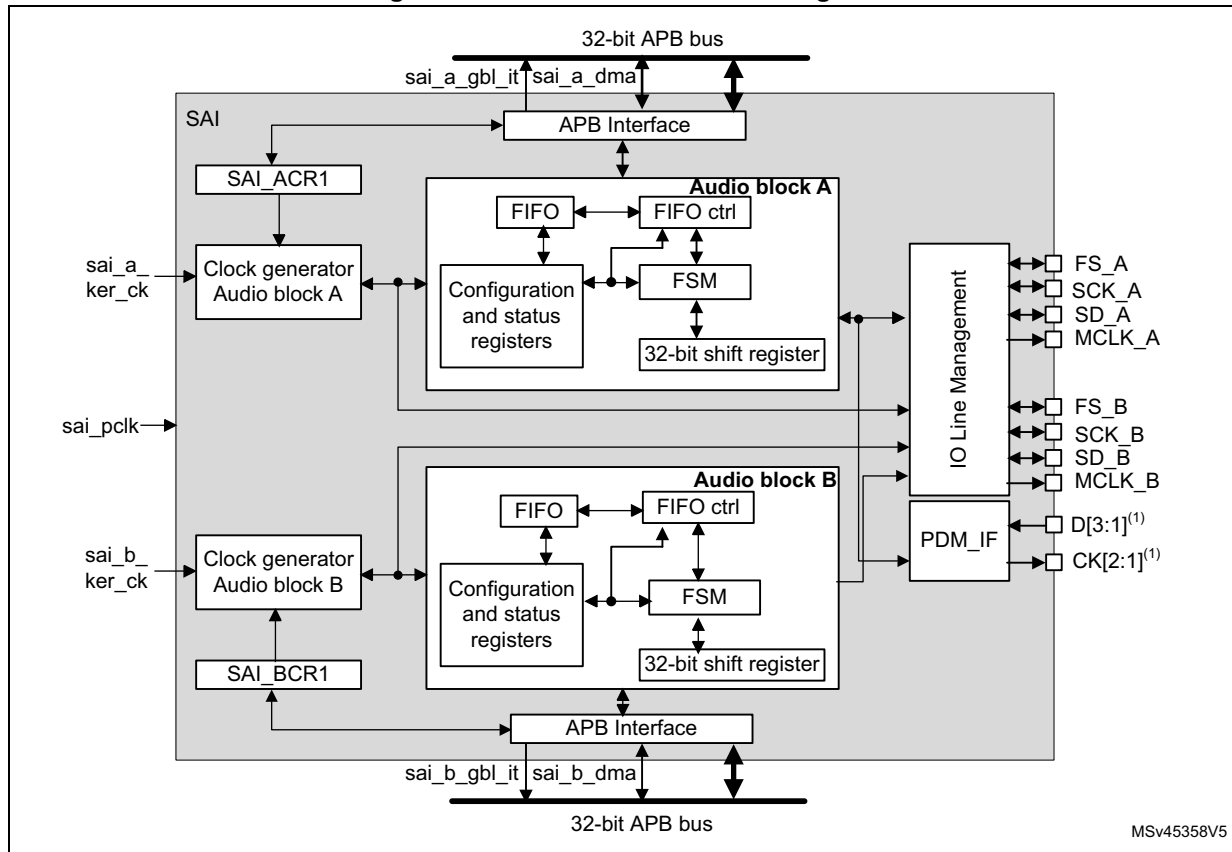 32-bit APB bus
sai_a_gbl_it
sai_a_dma
SAI
APB Interface
SAI_ACR1
Audio block A
FIFO
FIFO ctrl
sai_a_
ker_ck
Clock generator
Audio block A
Configuration
and status
registers
FSM
32-bit shift register
IO Line Management
FS_A
SCK_A
SD_A
MCLK_A
sai_pclk
FS_B
SCK_B
SD_B
MCLK_B
Audio block B
FIFO
FIFO ctrl
sai_b_
ker_ck
Clock generator
Audio block B
Configuration
and status
registers
FSM
32-bit shift register
PDM_IF
D[3:1](1)
CK[2:1](1)
SAI_BCR1
APB Interface
sai_b_gbl_it
sai_b_dma
32-bit APB bus
MSv45358V5